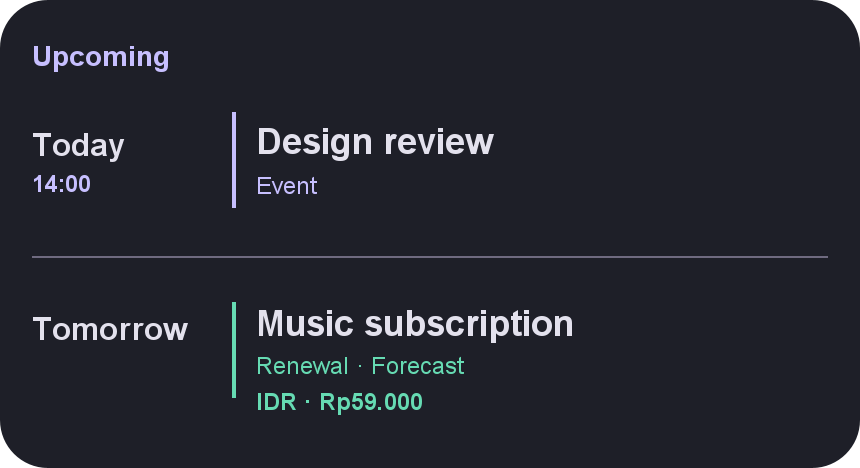 Upcoming
Today
14:00
Design review
Event
Tomorrow
Music subscription
Renewal · Forecast
IDR · Rp59.000